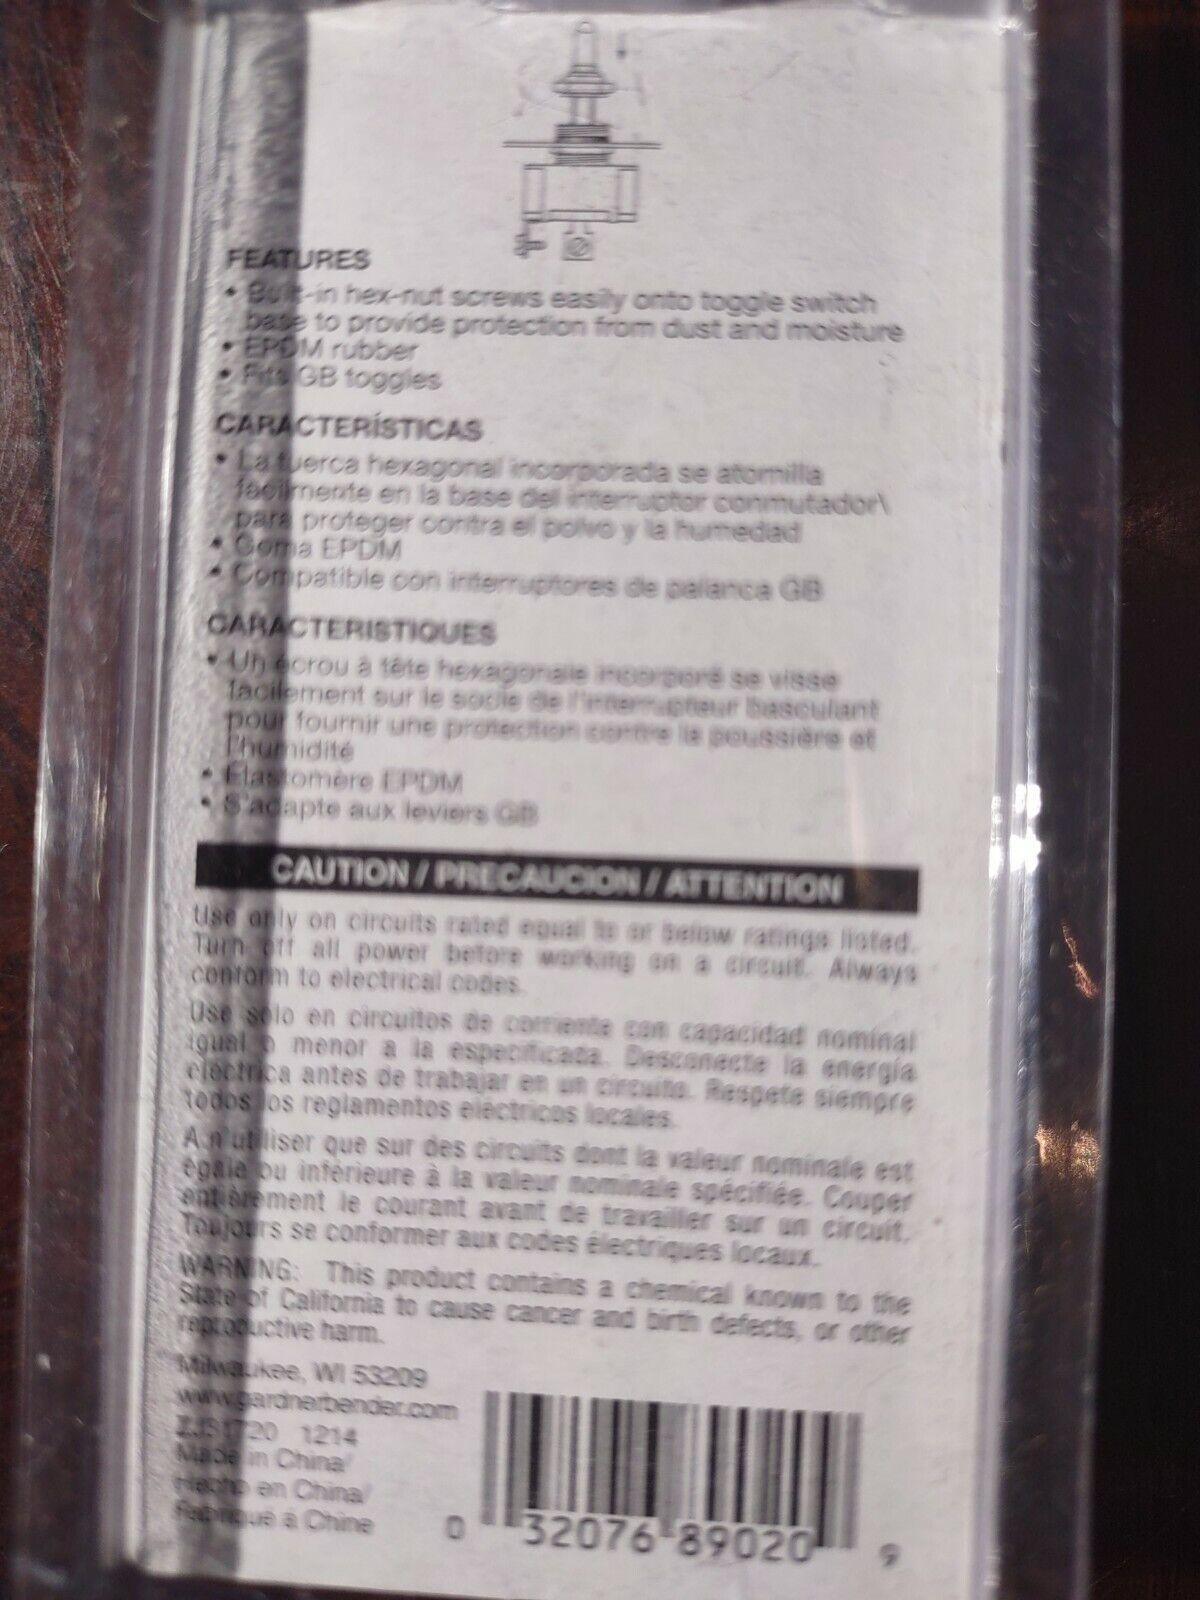 FEATURES
• Built-in hex-nut screws easily onto toggle switch
base to provide protection from dust and moisture
• EPDM rubber
• Fits GB toggles
CARACTERÍSTICAS
• La tuerca hexagonal incorporada se atornilla
facilmente en la base del interruptor conmutador\
para proteger contra el polvo y la humedad
• Goma EPDM
• Compatible con interruptores de palanca GB
CARACTERISTIQUES
• Un écrou à tête hexagonale incorporé se visse
facilement sur le socle de l'interrupteur basculant
pour fournir une protection contre la poussière et
l'humidité
• Élastomère EPDM
• S'adapte aux leviers GB
CAUTION / PRECAUCION / ATTENTION
Use only on circuits rated equal to or below ratings listed.
Turn off all power before working on a circuit. Always
conform to electrical codes.
Use solo en circuitos de corriente con capacidad nominal
igual o menor a la especificada. Desconecte la energía
eléctrica antes de trabajar en un circuito. Respete siempre
todos los reglamentos eléctricos locales.
A n'utiliser que sur des circuits dont la valeur nominale est
égale ou inférieure à la valeur nominale spécifiée. Couper
entièrement le courant avant de travailler sur un circuit.
Toujours se conformer aux codes électriques locaux.
WARNING: This product contains a chemical known to the
State of California to cause cancer and birth defects, or other
reproductive harm.
Milwaukee, WI 53209
www.gardnerbender.com
1214
Made in China/
Hecho en China/
Fabriqué à Chine
0 32076 89020 9